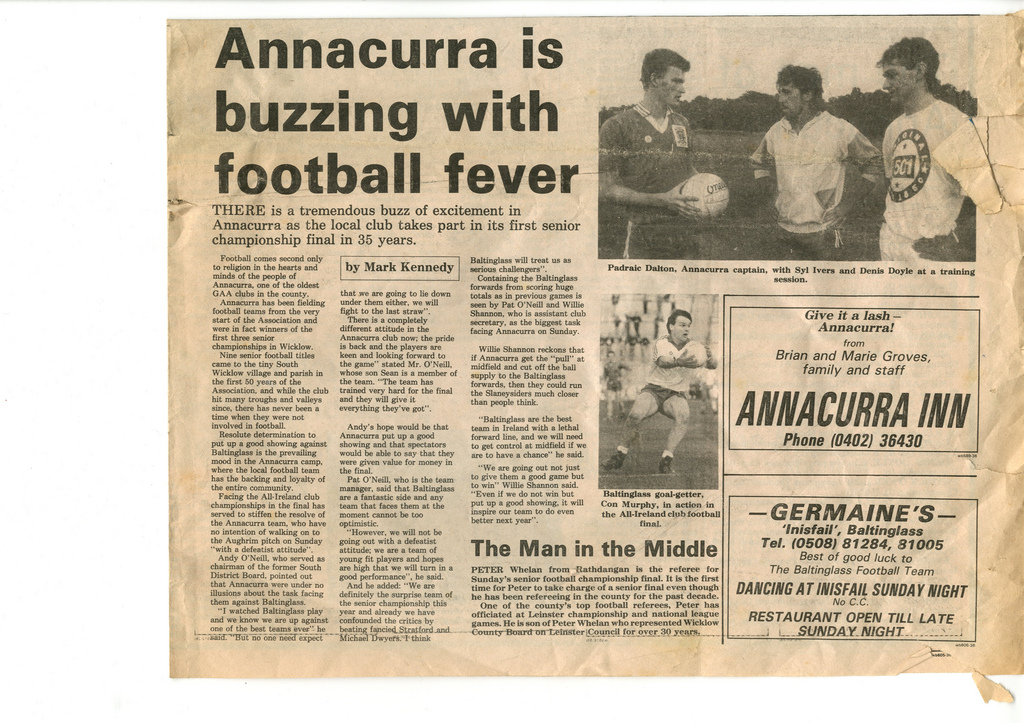 Annacurra is
buzzing with
football fever
THERE is a tremendous buzz of excitement in
Annacurra as the local club takes part in its first senior
championship final in 35 years.
by Mark Kennedy
Football comes second only
to religion in the hearts and
minds of the people of
Annacurra, one of the oldest
GAA clubs in the county.
Annacurra has been fielding
football teams from the very
start of the Association and
were in fact winners of the
first three senior
championships in Wicklow.
Nine senior football titles
came to the tiny South
Wicklow village and parish in
the first 50 years of the
Association, and while the club
hit many troughs and valleys
since, there has never been a
time when they were not
involved in football.
Resolute determination to
put up a good showing against
Baltinglass is the prevailing
mood in the Annacurra camp,
where the local football team
has the backing and loyalty of
the entire community.
Facing the All-Ireland club
championships in the final has
served to stiffen the resolve of
the Annacurra team, who have
no intention of walking on to
the Aughrim pitch on Sunday
"with a defeatist attitude".
Andy O'Neill, who served as
chairman of the former South
District Board, pointed out
that Annacurra were under no
illusions about the task facing
them against Baltinglass.
"I watched Baltinglass play
and we know we are up against
one of the best teams ever" he
said. "But no one need expect
that we are going to lie down
under them either, we will
fight to the last straw".
There is a completely
different attitude in the
Annacurra club now; the pride
is back and the players are
keen and looking forward to
the game" stated Mr. O'Neill,
whose son Sean is a member of
the team. "The team has
trained very hard for the final
and they will give it
everything they've got".
Andy's hope would be that
Annacurra put up a good
showing and that spectators
would be able to say that they
were given value for money in
the final.
Pat O'Neill, who is the team
manager, said that Baltinglass
are a fantastic side and any
team that faces them at the
moment cannot be too
optimistic.
"However, we will not be
going out with a defeatist
attitude; we are a team of
young fit players and hopes
are high that we will turn in a
good performance", he said.
And he added: "We are
definitely the surprise team of
the senior championship this
year and already we have
confounded the critics by
beating fancied Stratford and
Michael Dwyers. I think
Baltinglass will treat us as
serious challengers".
Containing the Baltinglass
forwards from scoring huge
totals as in previous games is
seen by Pat O'Neill and Willie
Shannon, who is assistant club
secretary, as the biggest task
facing Annacurra on Sunday.
Willie Shannon reckons that
if Annacurra get the "pull" at
midfield and cut off the ball
supply to the Baltinglass
forwards, then they could run
the Slaneysiders much closer
than people think.
"Baltinglass are the best
team in Ireland with a lethal
forward line, and we will need
to get control at midfield if we
are to have a chance" he said.
"We are going out not just
to give them a good game but
to win" Willie Shannon said.
"Even if we do not win but
put up a good showing, it will
inspire our team to do even
better next year".
The Man in the Middle
PETER Whelan from Rathdangan is the referee for
Sunday's senior football championship final. It is the first
time for Peter to take charge of a senior final even though
he has been refereeing in the county for the past decade.
One of the county's top football referees, Peter has
officiated at Leinster championship and national league
games. He is son of Peter Whelan who represented Wicklow
County Board on Leinster Council for over 30 years.
501
Padraic Dalton, Annacurra captain, with Syl Ivers and Denis Doyle at a training
session.
Baltinglass goal-getter,
Con Murphy, in action in
the All-Ireland club football
final.
Give it a lash –
Annacurra!
from
Brian and Marie Groves,
family and staff
ANNACURRA INN
Phone (0402) 36430
— GERMAINE'S —
'Inisfail', Baltinglass
Tel. (0508) 81284, 81005
Best of good luck to
The Baltinglass Football Team
DANCING AT INISFAIL SUNDAY NIGHT
No C.C.
RESTAURANT OPEN TILL LATE
SUNDAY NIGHT